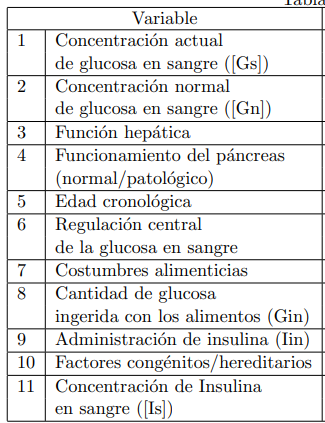 Tabla
Variable
1 Concentración actual
de glucosa en sangre ([Gs])
2 Concentración normal
de glucosa en sangre ([Gn])
3 Función hepática
4 Funcionamiento del páncreas
(normal/patológico)
5 Edad cronológica
6 Regulación central
de la glucosa en sangre
7 Costumbres alimenticias
8 Cantidad de glucosa
ingerida con los alimentos (Gin)
9 Administración de insulina (Iin)
10 Factores congénitos/hereditarios
11 Concentración de Insulina
en sangre ([Is])